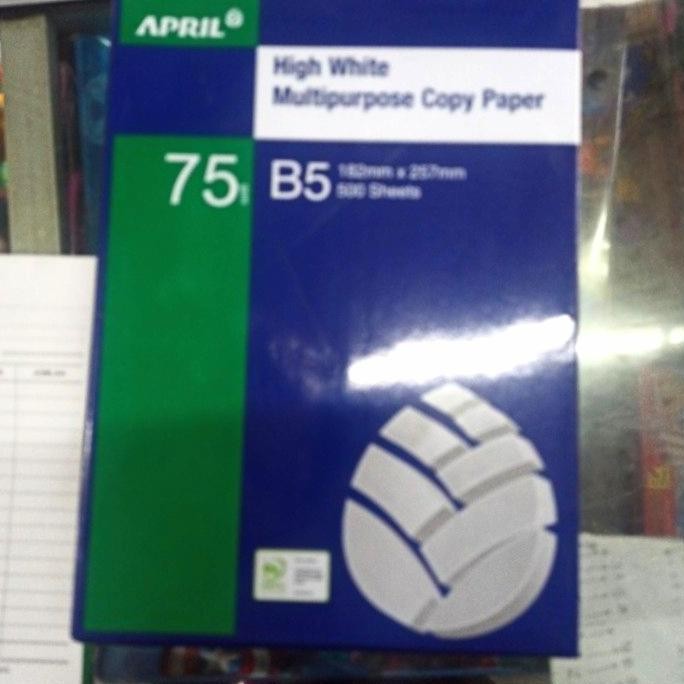 APRIL
High White
Multipurpose Copy Paper
75
B5 182mm x 257mm
500 Sheets